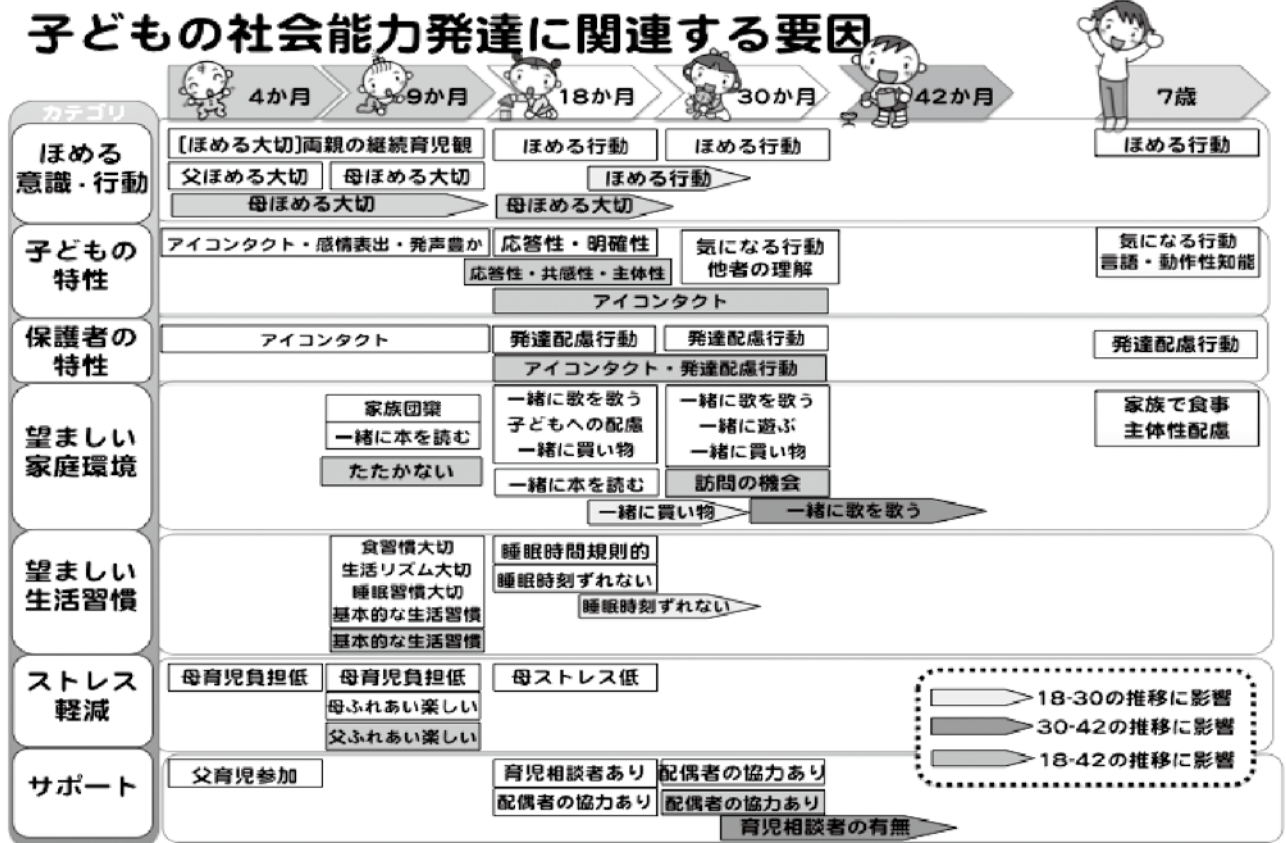 子どもの社会能力発達に関連する要因
4か月
9か月
18か月
30か月
42か月
7歳
カテゴリ
ほめる
意識・行動
[ほめる大切]両親の継続育児観
父ほめる大切
母ほめる大切
母ほめる大切
ほめる行動
ほめる行動
ほめる行動
母ほめる大切
ほめる行動
子どもの
特性
アイコンタクト・感情表出・発声豊か
応答性・明確性
応答性・共感性・主体性
アイコンタクト
気になる行動
他者の理解
気になる行動
言語・動作性知能
保護者の
特性
アイコンタクト
発達配慮行動
発達配慮行動
アイコンタクト・発達配慮行動
発達配慮行動
望ましい
家庭環境
家族団欒
一緒に本を読む
たたかない
一緒に歌を歌う
子どもへの配慮
一緒に買い物
一緒に本を読む
一緒に買い物
一緒に歌を歌う
一緒に遊ぶ
一緒に買い物
訪問の機会
一緒に歌を歌う
家族で食事
主体性配慮
望ましい
生活習慣
食習慣大切
生活リズム大切
睡眠習慣大切
基本的な生活習慣
基本的な生活習慣
睡眠時間規則的
睡眠時刻ずれない
睡眠時刻ずれない
ストレス
軽減
母育児負担低
母育児負担低
母ふれあい楽しい
父ふれあい楽しい
母ストレス低
18-30の推移に影響
30-42の推移に影響
18-42の推移に影響
サポート
父育児参加
育児相談者あり
配偶者の協力あり
配偶者の協力あり
配偶者の協力あり
育児相談者の有無